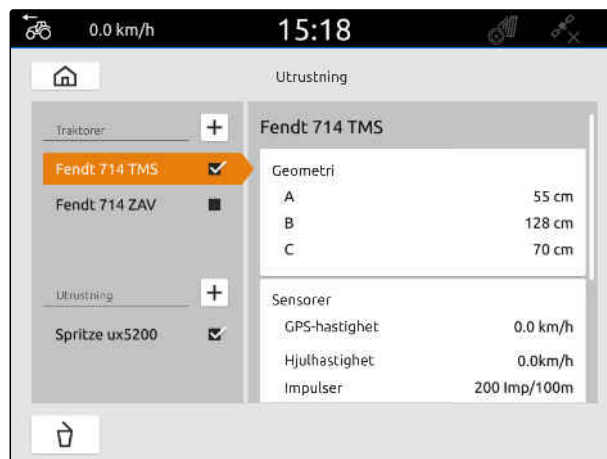 0.0 km/h
15:18
Utrustning
Traktorer
+
Fendt 714 TMS
Fendt 714 ZAV
Utrustning
+
Spritze ux5200
Fendt 714 TMS
Geometri
A 55 cm
B 128 cm
C 70 cm
Sensorer
GPS-hastighet 0.0 km/h
Hjulhastighet 0.0km/h
Impulser 200 Imp/100m